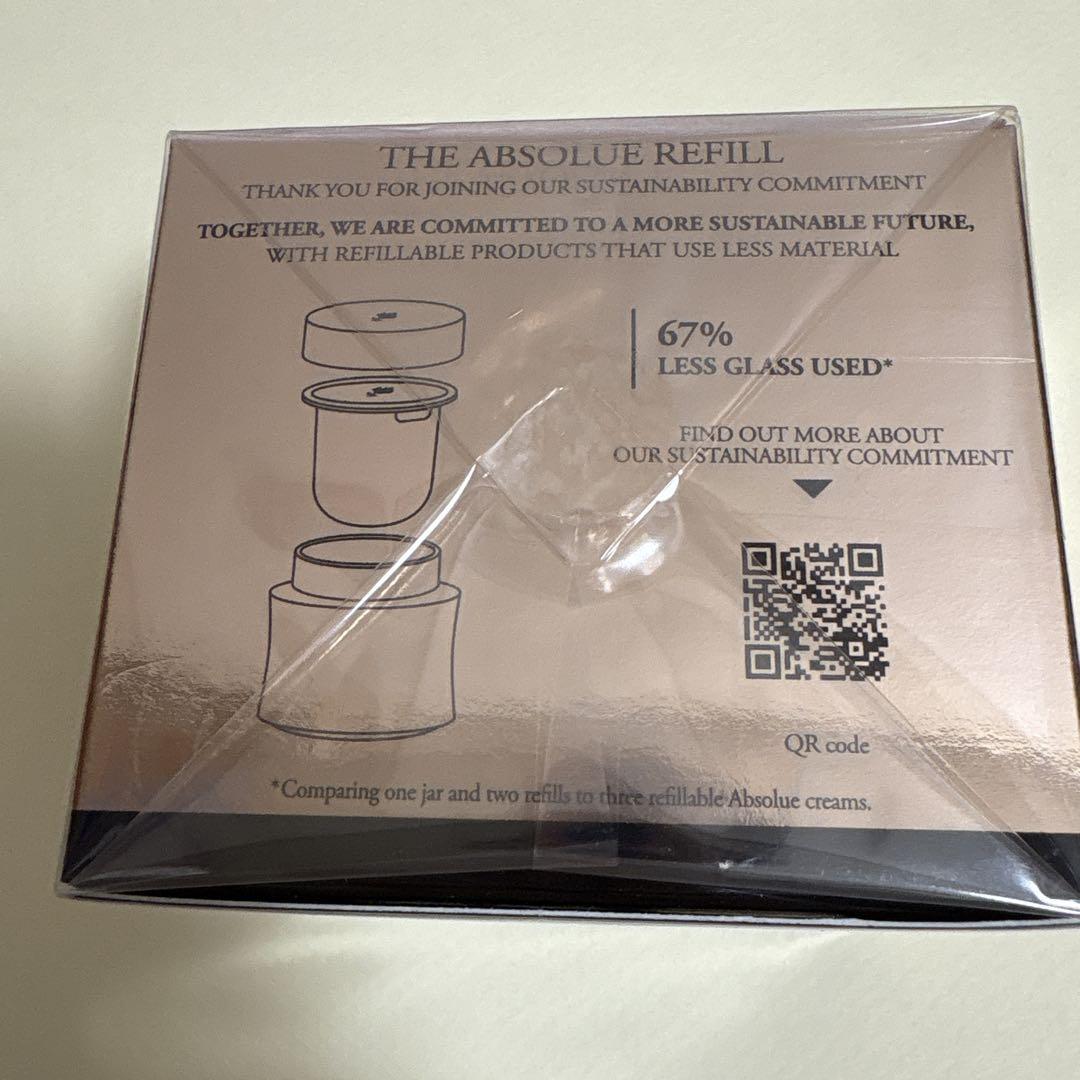 THE ABSOLUE REFILL
THANK YOU FOR JOINING OUR SUSTAINABILITY COMMITMENT
TOGETHER, WE ARE COMMITTED TO A MORE SUSTAINABLE FUTURE,
WITH REFILLABLE PRODUCTS THAT USE LESS MATERIAL
67%
LESS GLASS USED*
FIND OUT MORE ABOUT
OUR SUSTAINABILITY COMMITMENT
QR code
*Comparing one jar and two refills to three refillable Absolue creams.